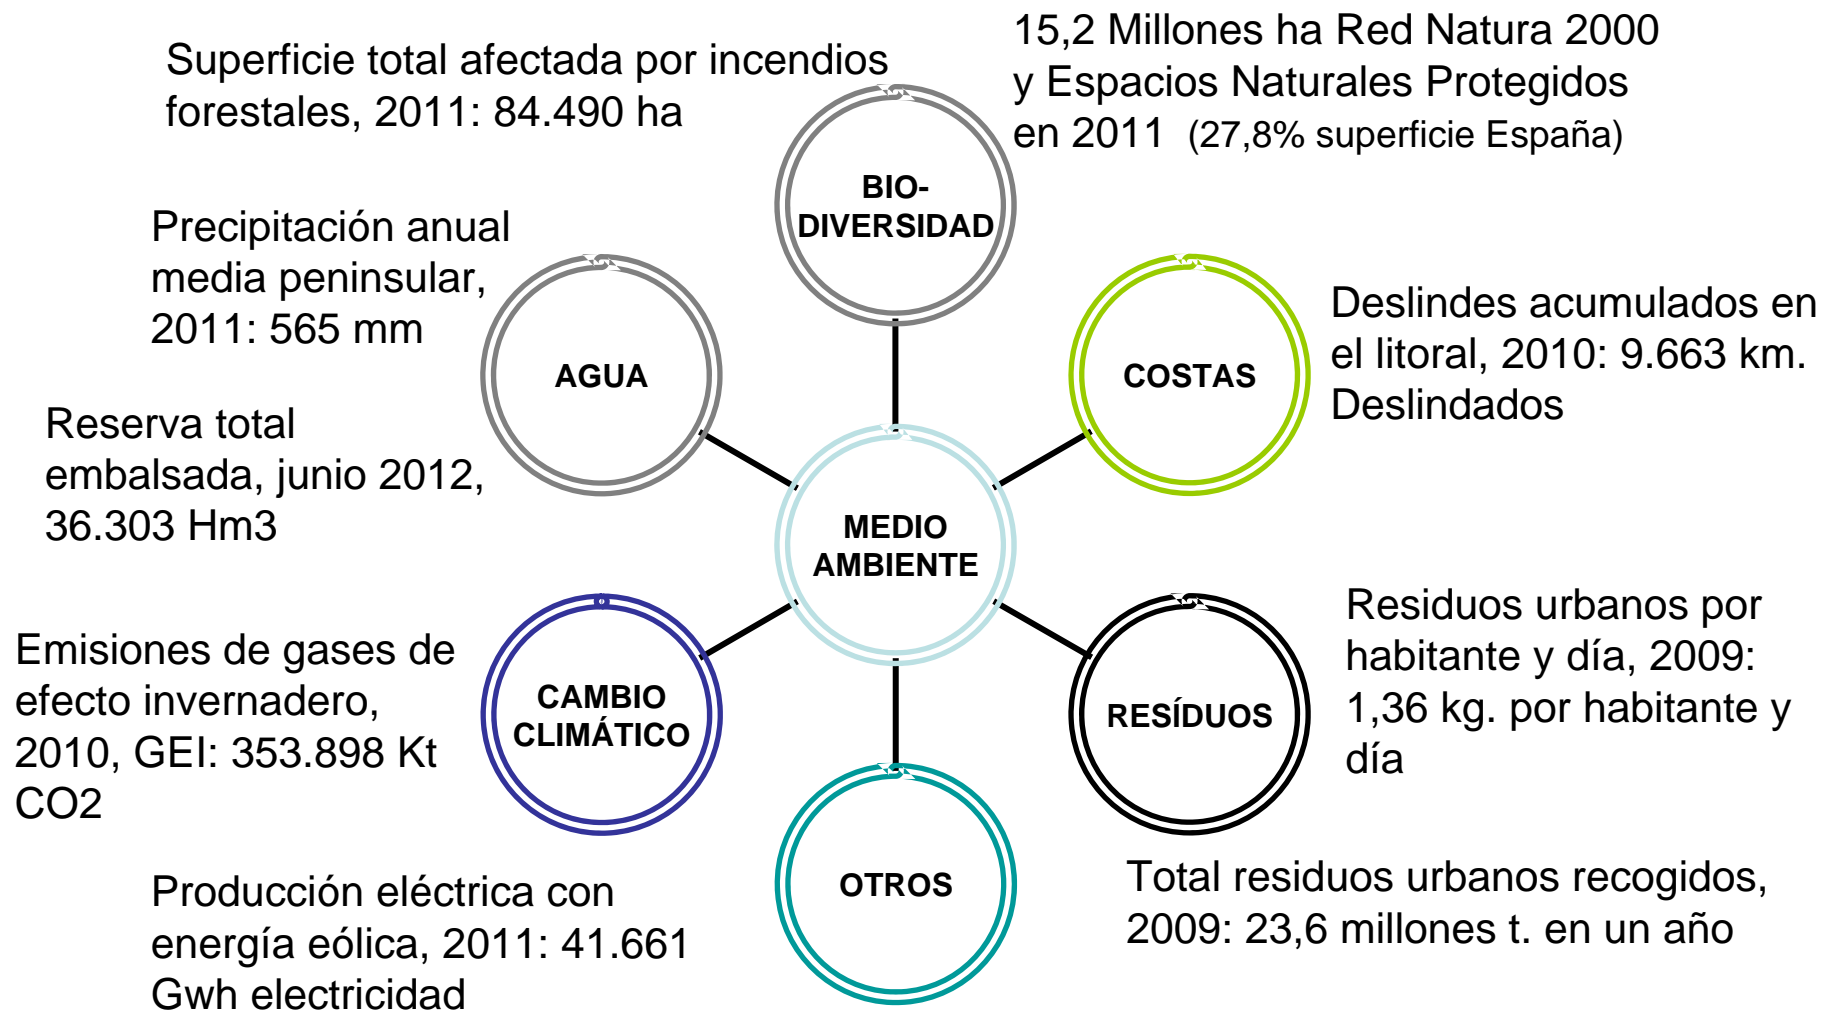 Superficie total afectada por incendios
forestales, 2011: 84.490 ha
15,2 Millones ha Red Natura 2000
y Espacios Naturales Protegidos
en 2011 (27,8% superficie España)
BIO-
DIVERSIDAD
Precipitación anual
media peninsular,
2011: 565 mm
AGUA
COSTAS
Deslindes acumulados en
el litoral, 2010: 9.663 km.
Deslindados
Reserva total
embalsada, junio 2012,
36.303 Hm3
MEDIO
AMBIENTE
Emisiones de gases de
efecto invernadero,
2010, GEI: 353.898 Kt
CO2
CAMBIO
CLIMÁTICO
RESÍDUOS
Residuos urbanos por
habitante y día, 2009:
1,36 kg. por habitante y
día
Producción eléctrica con
energía eólica, 2011: 41.661
Gwh electricidad
OTROS
Total residuos urbanos recogidos,
2009: 23,6 millones t. en un año